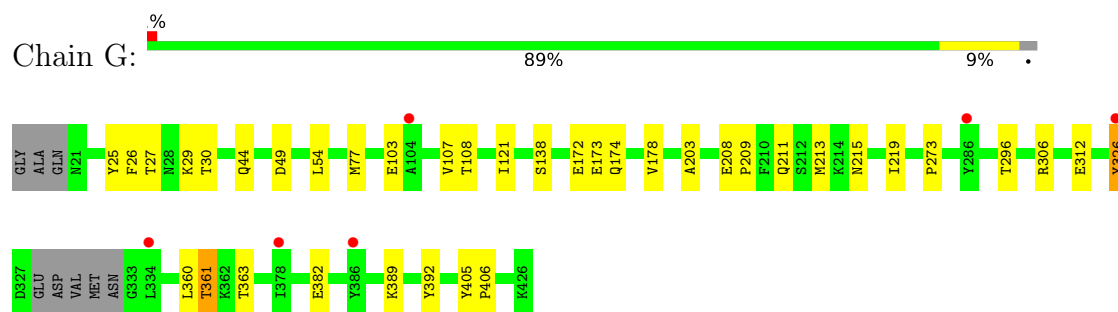 .%
Chain G:
89% 9% •
GLY ALA GLN N21 Y25 F26 T27 N28 K29 T30 Q44 D49 L54 M77 E103 A104 V107 T108 I121 S138 E172 E173 Q174 V178 A203 E208 P209 F210 Q211 S212 M213 K214 N215 I219 P273 Y286 T296 R306 E312
D327 GLU ASP VAL MET ASN G333 L334 L360 T361 K362 T363 I378 E382 Y386 K389 Y392 Y405 P406 K426